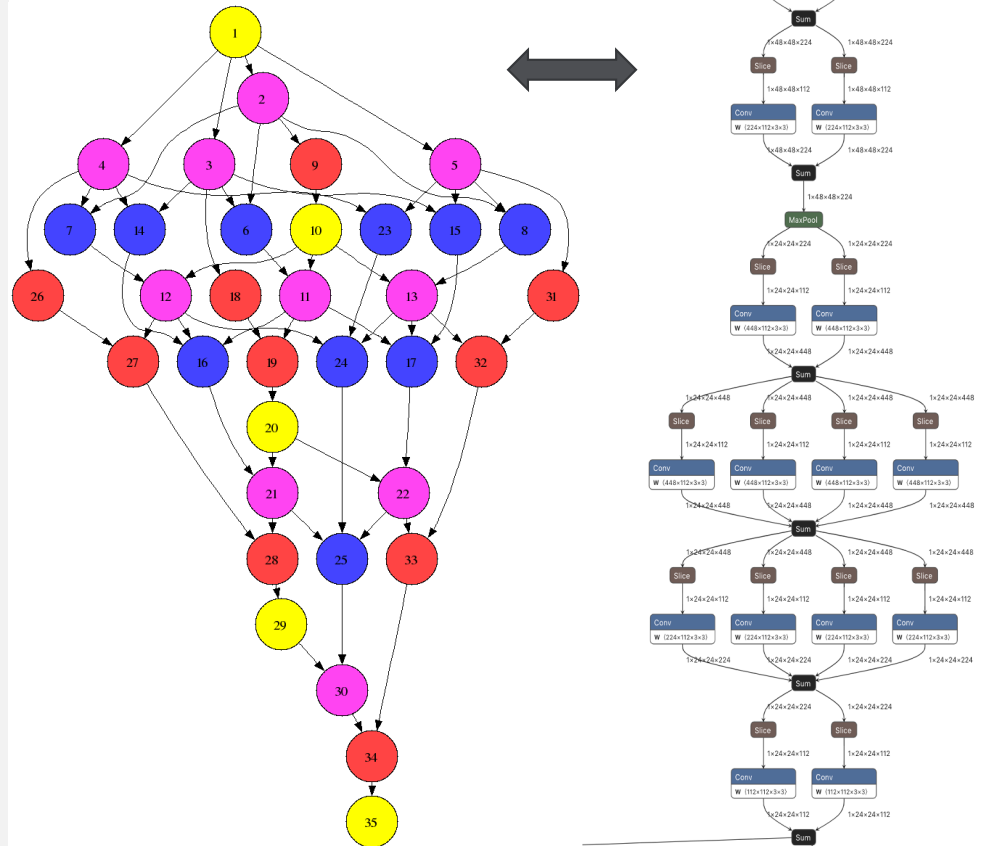 1
2
4
3
9
5
7
14
6
10
23
15
8
26
12
18
11
13
31
27
16
19
24
17
32
20
21
22
28
25
33
29
30
34
35
Sum
1×48×48×224 1×48×48×224
Slice Slice
1×48×48×112 1×48×48×112
Conv Conv
W ⟨224×112×3×3⟩ W ⟨224×112×3×3⟩
1×48×48×224 1×48×48×224
Sum
1×48×48×224
MaxPool
1×24×24×224 1×24×24×224
Slice Slice
1×24×24×112 1×24×24×112
Conv Conv
W ⟨448×112×3×3⟩ W ⟨448×112×3×3⟩
1×24×24×448 1×24×24×448
Sum
1×24×24×448 1×24×24×448 1×24×24×448 1×24×24×448
Slice Slice Slice Slice
1×24×24×112 1×24×24×112 1×24×24×112 1×24×24×112
Conv Conv Conv Conv
W ⟨448×112×3×3⟩ W ⟨448×112×3×3⟩ W ⟨448×112×3×3⟩ W ⟨448×112×3×3⟩
1×24×24×448 1×24×24×448 1×24×24×448 1×24×24×448
Sum
1×24×24×448 1×24×24×448 1×24×24×448 1×24×24×448
Slice Slice Slice Slice
1×24×24×112 1×24×24×112 1×24×24×112 1×24×24×112
Conv Conv Conv Conv
W ⟨224×112×3×3⟩ W ⟨224×112×3×3⟩ W ⟨224×112×3×3⟩ W ⟨224×112×3×3⟩
1×24×24×224 1×24×24×224 1×24×24×224 1×24×24×224
Sum
1×24×24×224 1×24×24×224
Slice Slice
1×24×24×112 1×24×24×112
Conv Conv
W ⟨112×112×3×3⟩ W ⟨112×112×3×3⟩
1×24×24×112 1×24×24×112
Sum